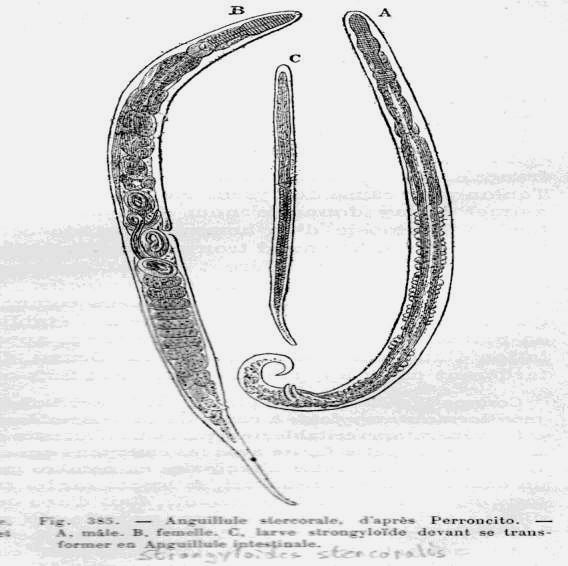 B
A
C
e. Fig. 385. — Anguillule stercorale, d'après Perroncito. —
et A, mâle. B, femelle. C, larve strongyloïde devant se trans-
former en Anguillule intestinale.
Strongyloides stercoralis